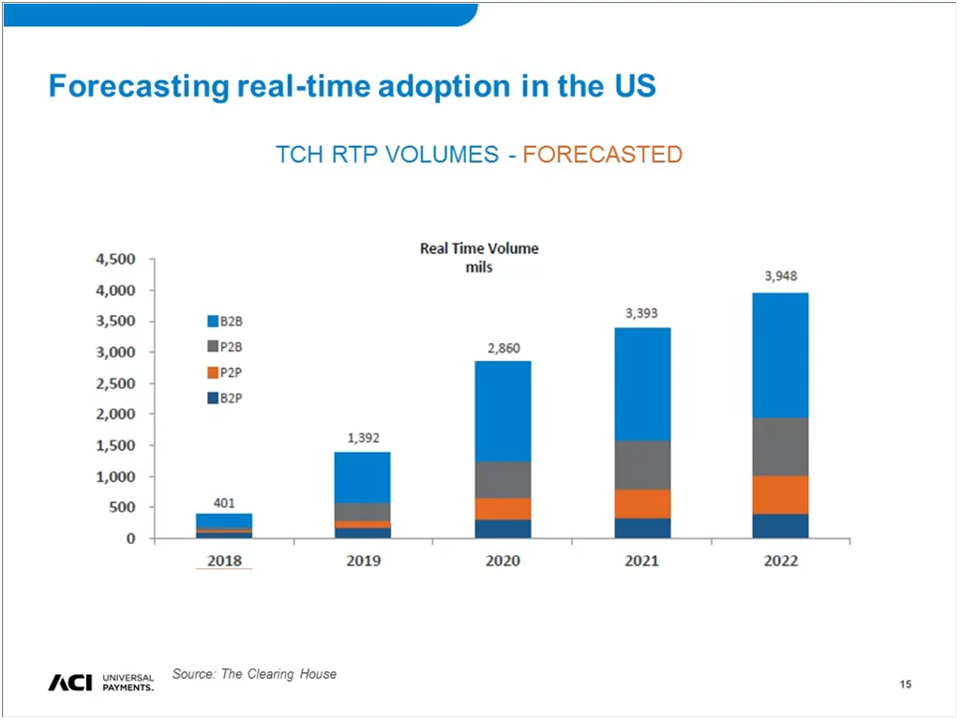 Forecasting real-time adoption in the US
TCH RTP VOLUMES - FORECASTED
Real Time Volume
mils
4,500
4,000
3,500
3,000
2,500
2,000
1,500
1,000
500
0
B2B
P2B
P2P
B2P
401
1,392
2,860
3,393
3,948
2018
2019
2020
2021
2022
ACI UNIVERSAL
PAYMENTS.
Source: The Clearing House
15